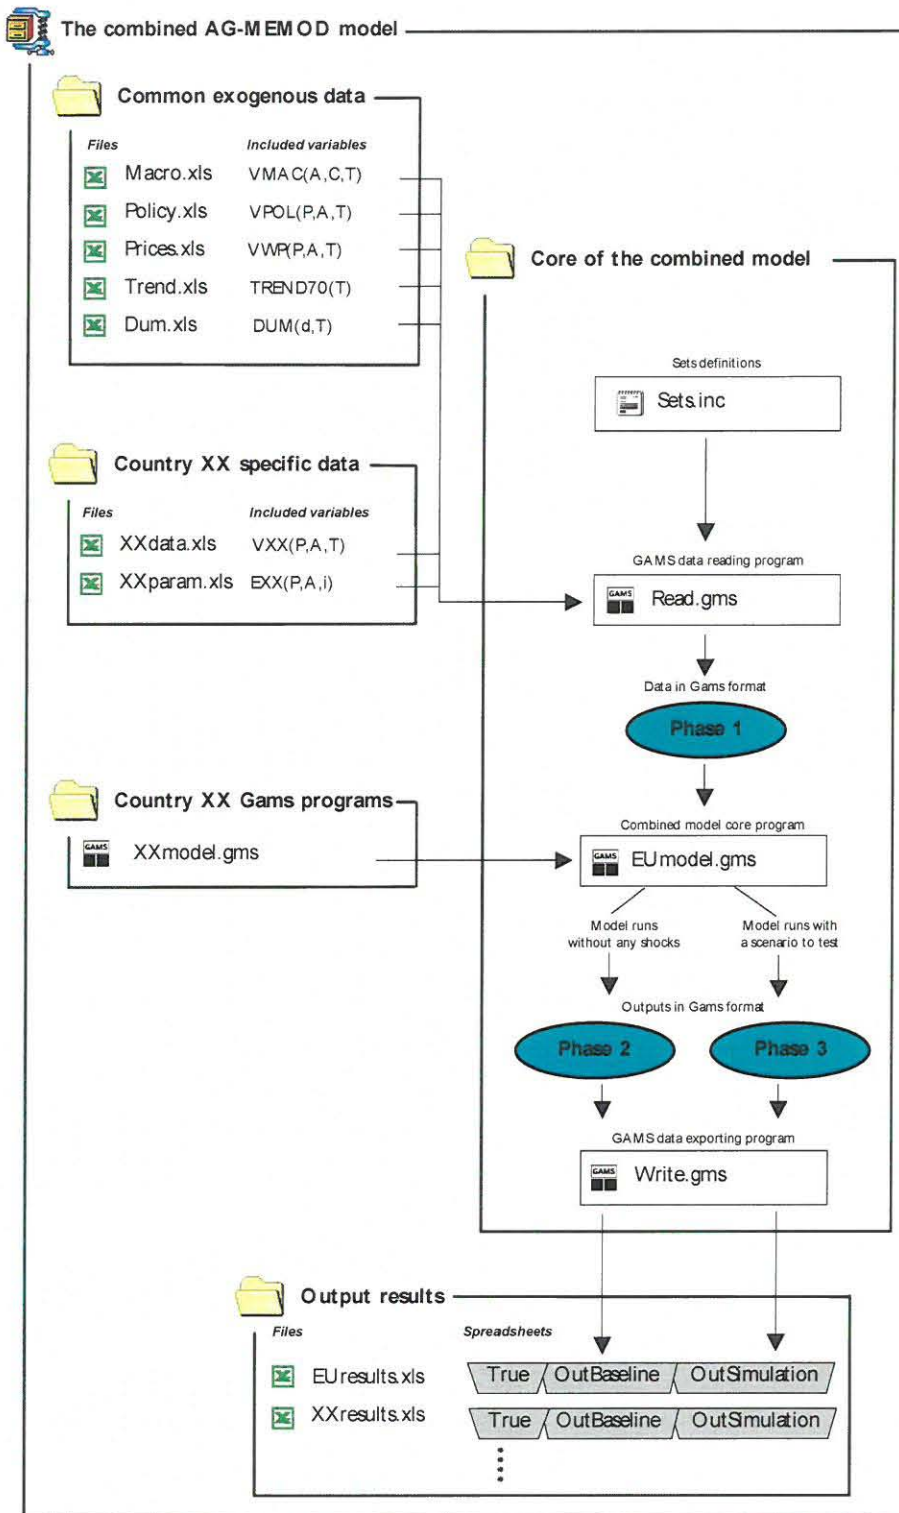 The combined AG-MEMOD model
Common exogenous data
Files Included variables
Macro.xls VMAC(A,C,T)
Policy.xls VPOL(P,A,T)
Prices.xls VWP(P,A,T)
Trend.xls TREND70(T)
Dum.xls DUM(d,T)
Country XX specific data
Files Included variables
XXdata.xls VXX(P,A,T)
XXparam.xls EXX(P,A,i)
Country XX Gams programs
GAMS XXmodel.gms
Core of the combined model
Sets definitions
Sets.inc
GAMS data reading program
GAMS Read.gms
Data in Gams format
Phase 1
Combined model core program
GAMS EUmodel.gms
Model runs
without any shocks
Model runs with
a scenario to test
Outputs in Gams format
Phase 2 Phase 3
GAMS data exporting program
GAMS Write.gms
Output results
Files Spreadsheets
EUresults.xls True OutBaseline OutSimulation
XXresults.xls True OutBaseline OutSimulation